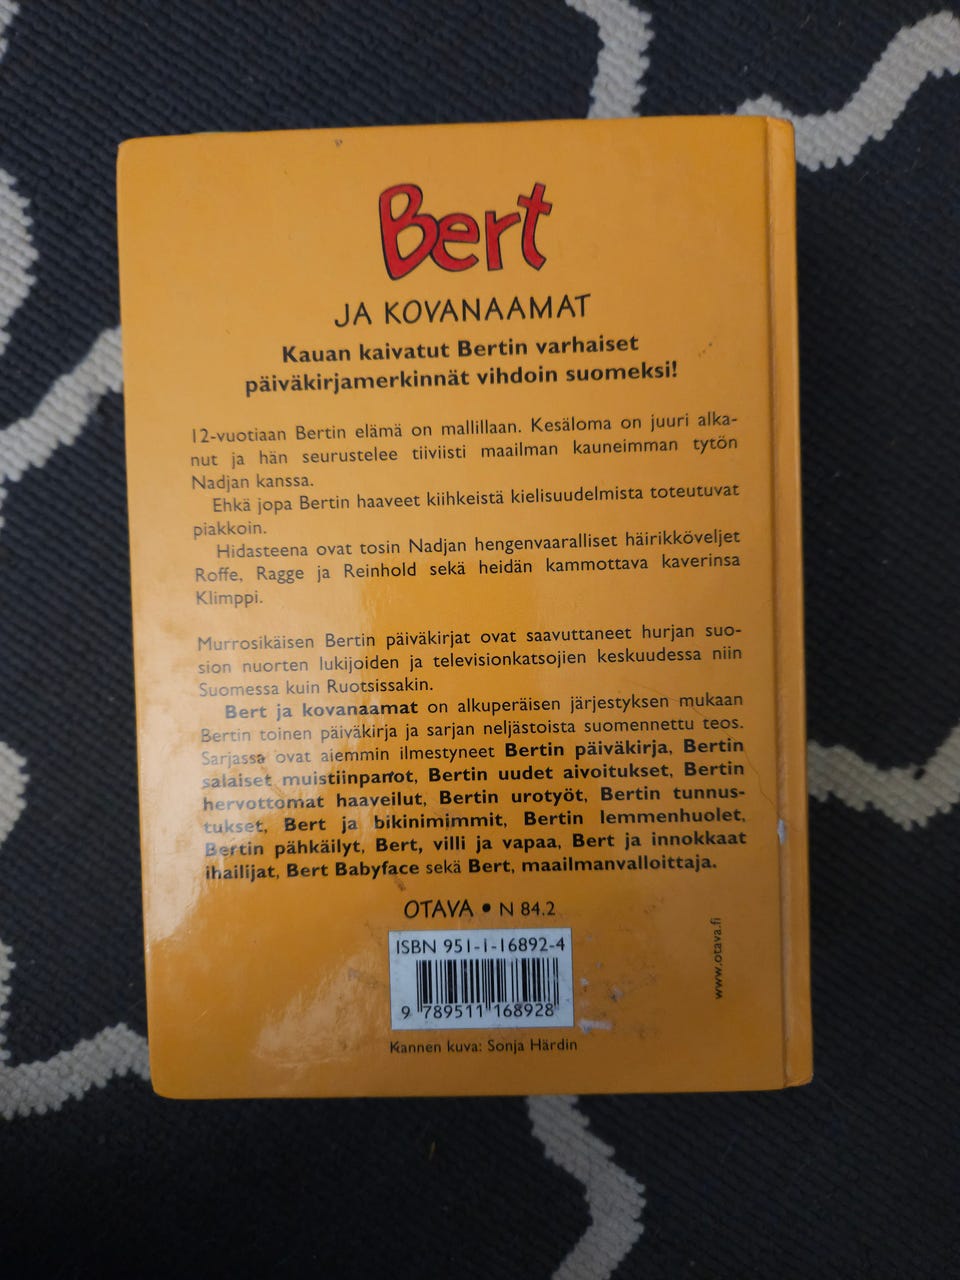 Bert
JA KOVANAAMAT
Kauan kaivatut Bertin varhaiset
päiväkirjamerkinnät vihdoin suomeksi!
12-vuotiaan Bertin elämä on mallillaan. Kesäloma on juuri alka-
nut ja hän seurustelee tiiviisti maailman kauneimman tytön
Nadjan kanssa.
Ehkä jopa Bertin haaveet kiihkeistä kielisuudelmista toteutuvat
piakkoin.
Hidasteena ovat tosin Nadjan hengenvaaralliset häirikköveljet
Roffe, Ragge ja Reinhold sekä heidän kammottava kaverinsa
Klimppi.
Murrosikäisen Bertin päiväkirjat ovat saavuttaneet hurjan suo-
sion nuorten lukijoiden ja televisionkatsojien keskuudessa niin
Suomessa kuin Ruotsissakin.
Bert ja kovanaamat on alkuperäisen järjestyksen mukaan
Bertin toinen päiväkirja ja sarjan neljästoista suomennettu teos.
Sarjassa ovat aiemmin ilmestyneet Bertin päiväkirja, Bertin
salaiset muistiinpanot, Bertin uudet aivoitukset, Bertin
hervottomat haaveilut, Bertin urotyöt, Bertin tunnus-
tukset, Bert ja bikinimimmit, Bertin lemmenhuolet,
Bertin pähkäilyt, Bert, villi ja vapaa, Bert ja innokkaat
ihailijat, Bert Babyface sekä Bert, maailmanvalloittaja.
OTAVA • N 84.2
ISBN 951-1-16892-4
9 789511 168928
www.otava.fi
Kannen kuva: Sonja Härdin